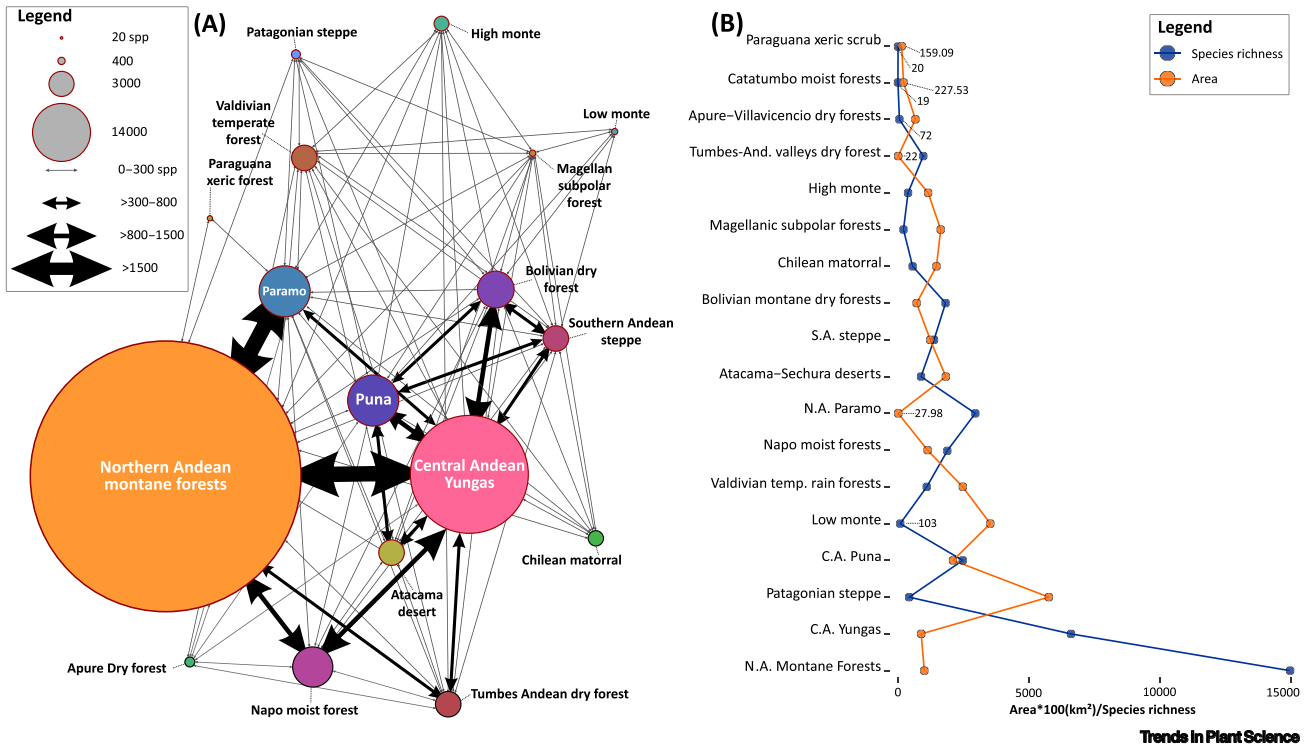 Legend
20 spp
400
3000
14000
0–300 spp
>300–800
>800–1500
>1500
(A)
Patagonian steppe
High monte
Valdivian
temperate
forest
Low monte
Paraguana
xeric forest
Magellan
subpolar
forest
Paramo
Bolivian dry
forest
Southern Andean
steppe
Puna
Northern Andean
montane forests
Central Andean
Yungas
Chilean matorral
Atacama
desert
Apure Dry forest
Napo moist forest
Tumbes Andean dry forest
(B)
Legend
Species richness
Area
Paraguana xeric scrub
159.09
20
Catatumbo moist forests
227.53
19
Apure–Villavicencio dry forests
72
Tumbes-And. valleys dry forest
22
High monte
Magellanic subpolar forests
Chilean matorral
Bolivian montane dry forests
S.A. steppe
Atacama–Sechura deserts
N.A. Paramo
27.98
Napo moist forests
Valdivian temp. rain forests
Low monte
103
C.A. Puna
Patagonian steppe
C.A. Yungas
N.A. Montane Forests
0
5000
10000
15000
Area*100(km²)/Species richness
Trends in Plant Science